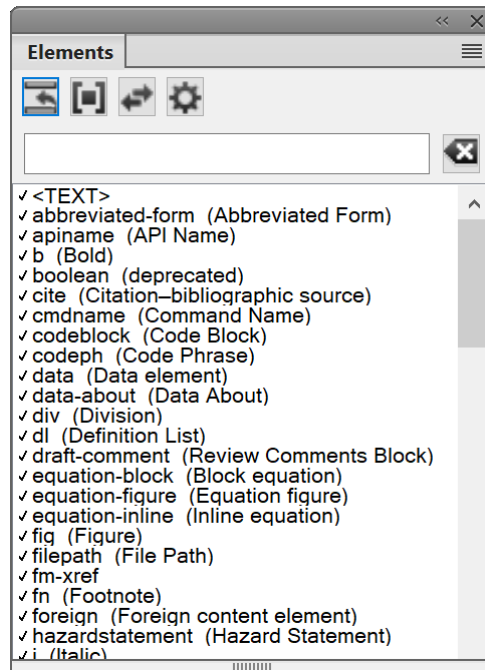 Elements
<TEXT>
abbreviated-form (Abbreviated Form)
apiname (API Name)
b (Bold)
boolean (deprecated)
cite (Citation–bibliographic source)
cmdname (Command Name)
codeblock (Code Block)
codeph (Code Phrase)
data (Data element)
data-about (Data About)
div (Division)
dl (Definition List)
draft-comment (Review Comments Block)
equation-block (Block equation)
equation-figure (Equation figure)
equation-inline (Inline equation)
fig (Figure)
filepath (File Path)
fm-xref
fn (Footnote)
foreign (Foreign content element)
hazardstatement (Hazard Statement)
i (Italic)